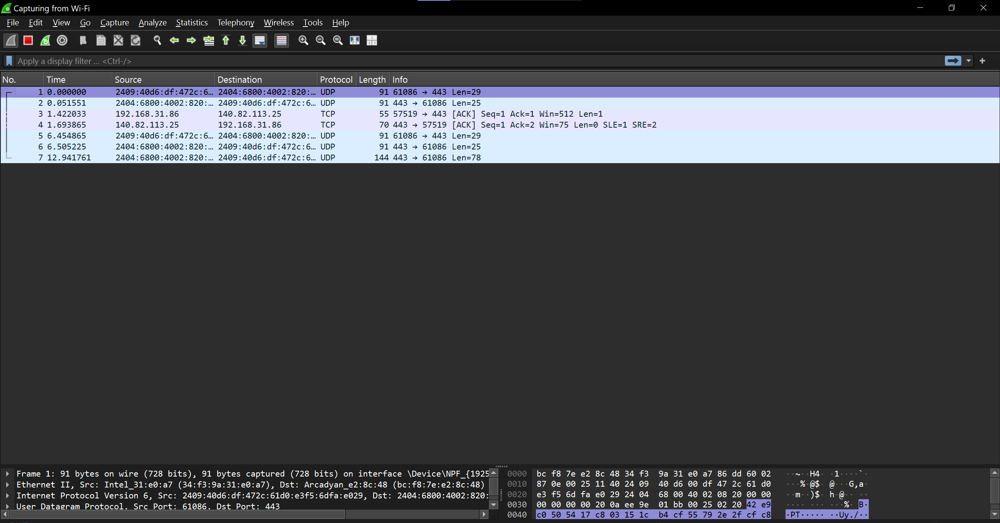 Capturing from Wi-Fi
File Edit View Go Capture Analyze Statistics Telephony Wireless Tools Help
Apply a display filter ... <Ctrl-/>
No. Time Source Destination Protocol Length Info
1 0.000000 2409:40d6:df:472c:6… 2404:6800:4002:820:… UDP 91 61086 → 443 Len=29
2 0.051551 2404:6800:4002:820:… 2409:40d6:df:472c:6… UDP 91 443 → 61086 Len=25
3 1.422033 192.168.31.86 140.82.113.25 TCP 55 57519 → 443 [ACK] Seq=1 Ack=1 Win=512 Len=1
4 1.693865 140.82.113.25 192.168.31.86 TCP 70 443 → 57519 [ACK] Seq=1 Ack=2 Win=75 Len=0 SLE=1 SRE=2
5 6.454865 2409:40d6:df:472c:6… 2404:6800:4002:820:… UDP 91 61086 → 443 Len=29
6 6.505225 2404:6800:4002:820:… 2409:40d6:df:472c:6… UDP 91 443 → 61086 Len=25
7 12.941761 2404:6800:4002:820:… 2409:40d6:df:472c:6… UDP 144 443 → 61086 Len=78
Frame 1: 91 bytes on wire (728 bits), 91 bytes captured (728 bits) on interface \Device\NPF_{1925
Ethernet II, Src: Intel_31:e0:a7 (34:f3:9a:31:e0:a7), Dst: Arcadyan_e2:8c:48 (bc:f8:7e:e2:8c:48)
Internet Protocol Version 6, Src: 2409:40d6:df:472c:61d0:e3f5:6dfa:e029, Dst: 2404:6800:4002:820:
User Datagram Protocol, Src Port: 61086, Dst Port: 443
0000 bc f8 7e e2 8c 48 34 f3 9a 31 e0 a7 86 dd 60 02 ··~··H4· ·1····`·
0010 87 0e 00 25 11 40 24 09 40 d6 00 df 47 2c 61 d0 ···%·@$· @···G,a·
0020 e3 f5 6d fa e0 29 24 04 68 00 40 02 08 20 00 00 ··m··)$· h·@·· ··
0030 00 00 00 00 20 0a ee 9e 01 bb 00 25 02 20 42 e9 ···· ··· ···%· B·
0040 c0 50 54 17 c8 03 15 1c b4 cf 55 79 2e 2f cf c8 ·PT····· ··Uy./··